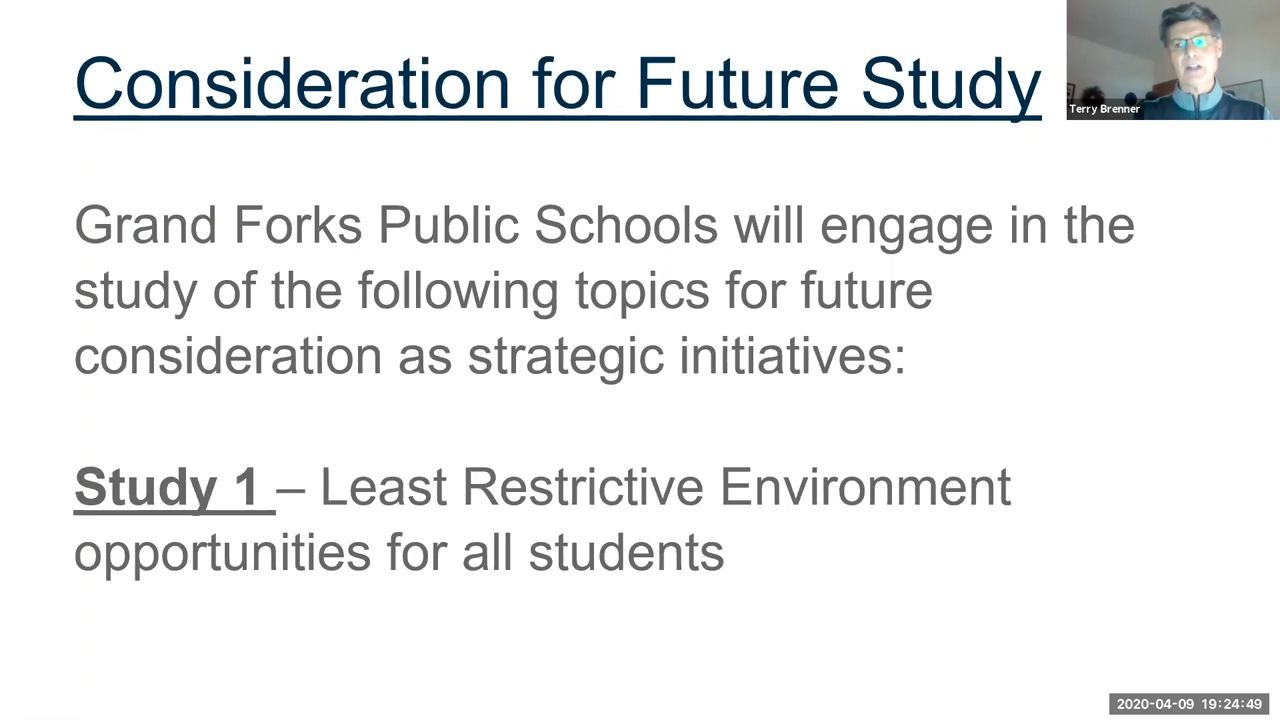 Consideration for Future Study
Terry Brenner
Grand Forks Public Schools will engage in the
study of the following topics for future
consideration as strategic initiatives:
Study 1 – Least Restrictive Environment
opportunities for all students
2020-04-09 19:24:49